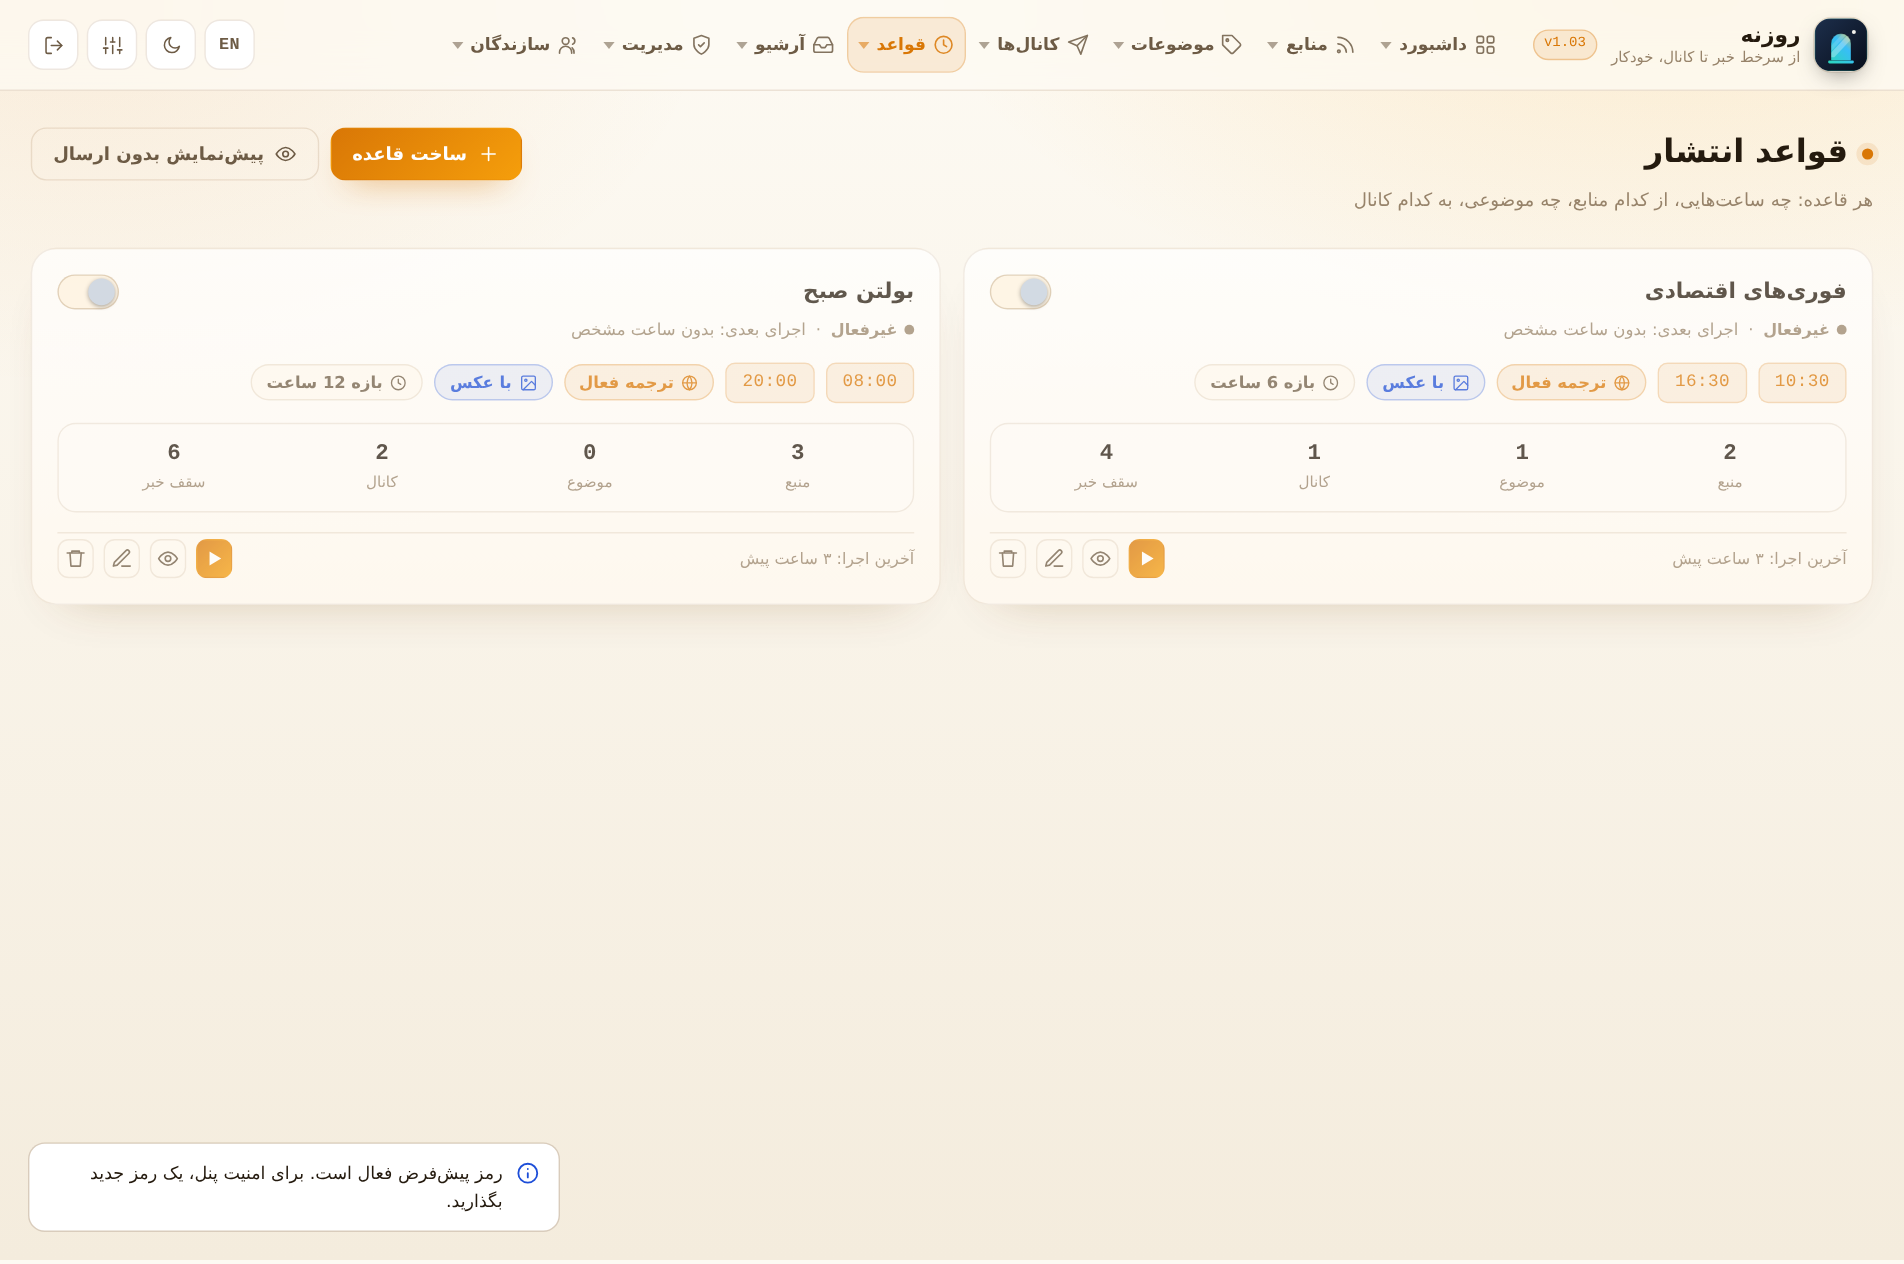 روزنه
از سرخط خبر تا کانال، خودکار
v1.03
داشبورد
منابع
موضوعات
کانال‌ها
قواعد
آرشیو
مدیریت
سازندگان
EN
قواعد انتشار
هر قاعده: چه ساعت‌هایی، از کدام منابع، چه موضوعی، به کدام کانال
ساخت قاعده
پیش‌نمایش بدون ارسال
فوری‌های اقتصادی
غیرفعال · اجرای بعدی: بدون ساعت مشخص
10:30 16:30 ترجمه فعال با عکس بازه 6 ساعت
2 1 1 4
منبع موضوع کانال سقف خبر
آخرین اجرا: ۳ ساعت پیش
بولتن صبح
غیرفعال · اجرای بعدی: بدون ساعت مشخص
08:00 20:00 ترجمه فعال با عکس بازه 12 ساعت
3 0 2 6
منبع موضوع کانال سقف خبر
آخرین اجرا: ۳ ساعت پیش
رمز پیش‌فرض فعال است. برای امنیت پنل، یک رمز جدید
بگذارید.